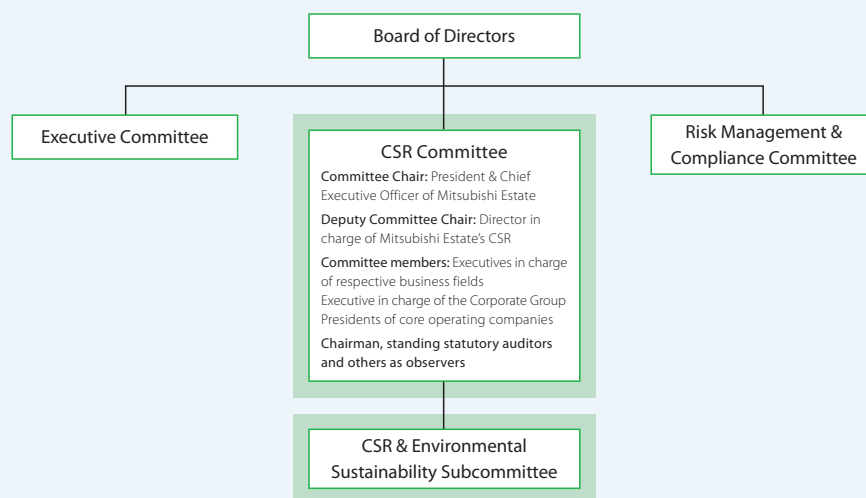 Board of Directors
Executive Committee
CSR Committee
Committee Chair: President & Chief
Executive Officer of Mitsubishi Estate
Deputy Committee Chair: Director in
charge of Mitsubishi Estate’s CSR
Committee members: Executives in charge
of respective business fields
Executive in charge of the Corporate Group
Presidents of core operating companies
Chairman, standing statutory auditors
and others as observers
Risk Management &
Compliance Committee
CSR & Environmental
Sustainability Subcommittee